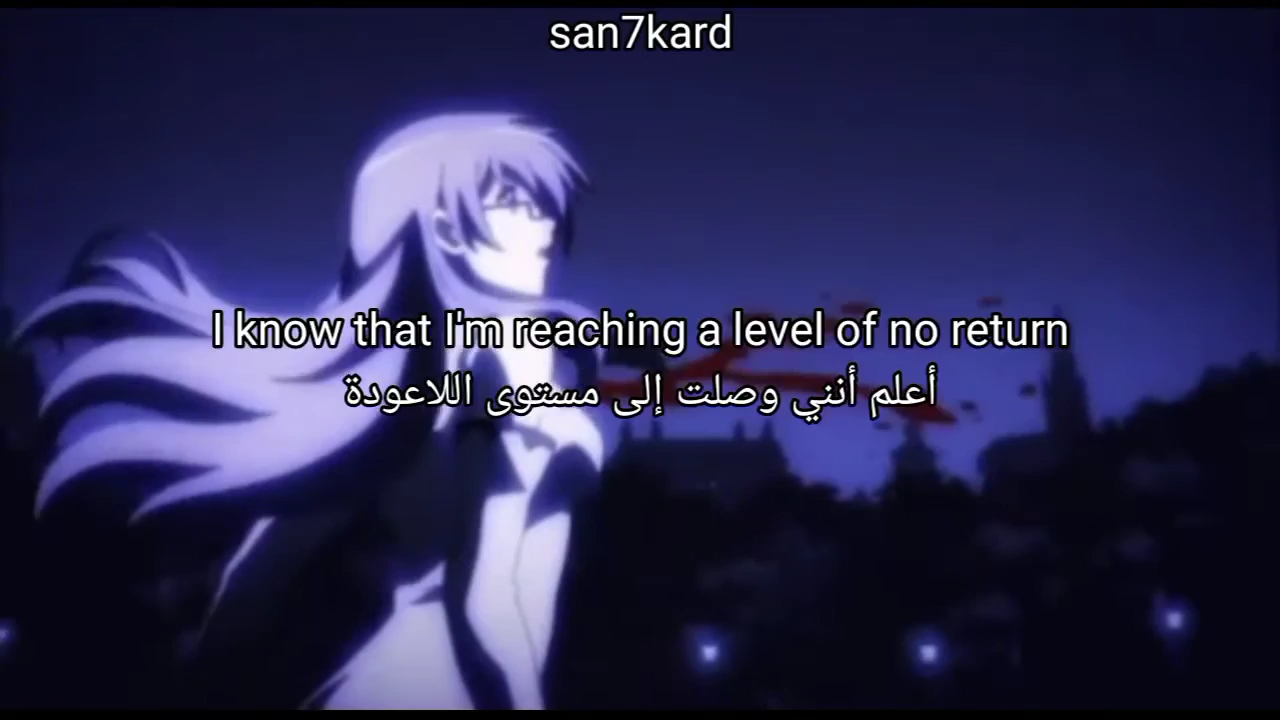 san7kard
I know that I'm reaching a level of no return
أعلم أنني وصلت إلى مستوى اللاعودة